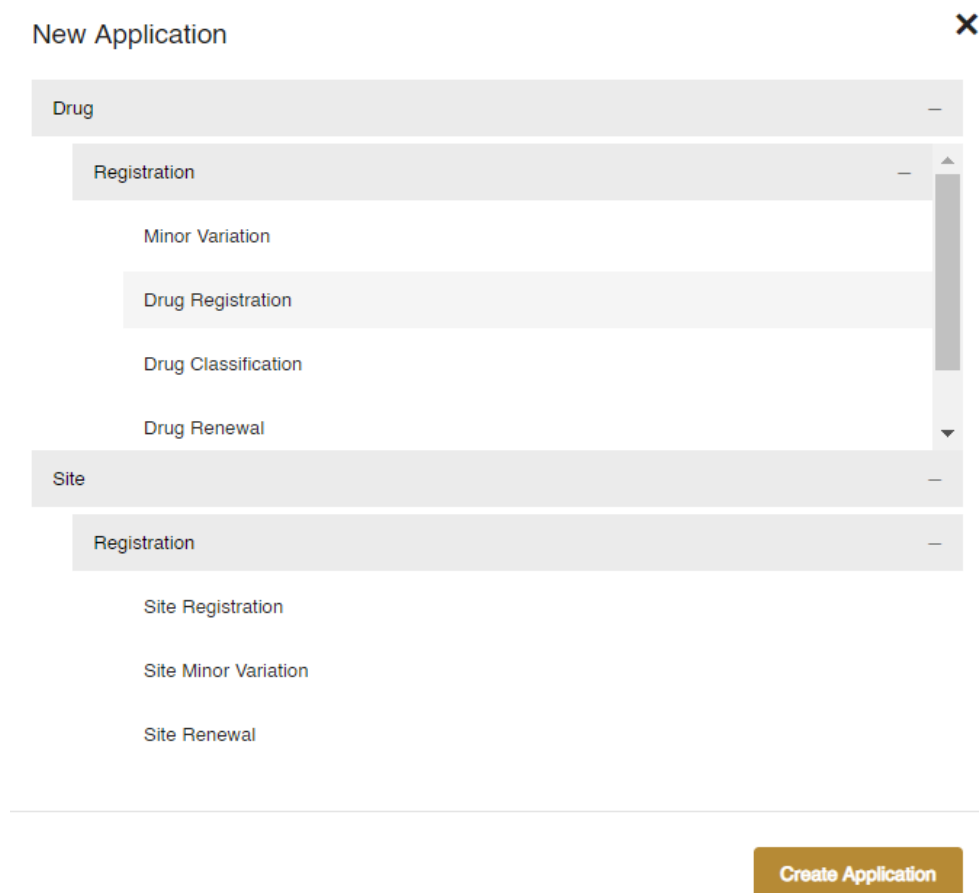 New Application
Drug
Registration
Minor Variation
Drug Registration
Drug Classification
Drug Renewal
Site
Registration
Site Registration
Site Minor Variation
Site Renewal
Create Application